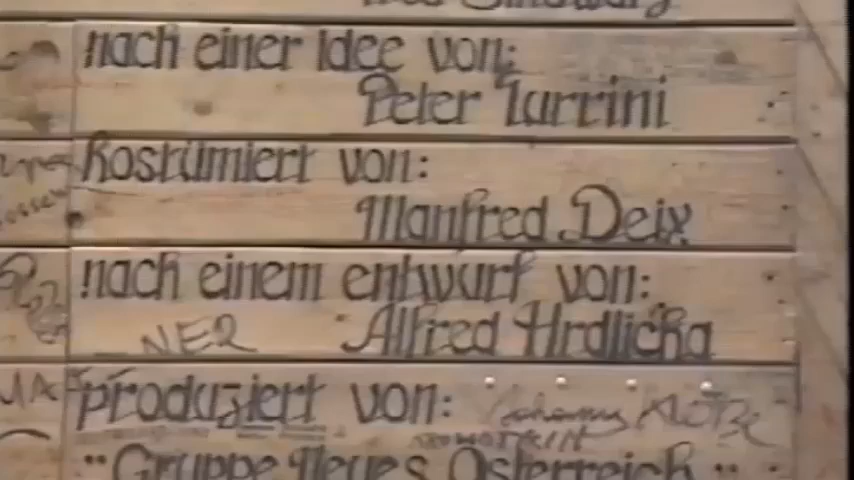 nach einer Idee von:
Peter Turrini
Kostümiert von:
Manfred Deix
nach einem entwurf von:
NER
Alfred Hrdlicka
produziert von:
"Gruppe Neues Österreich"